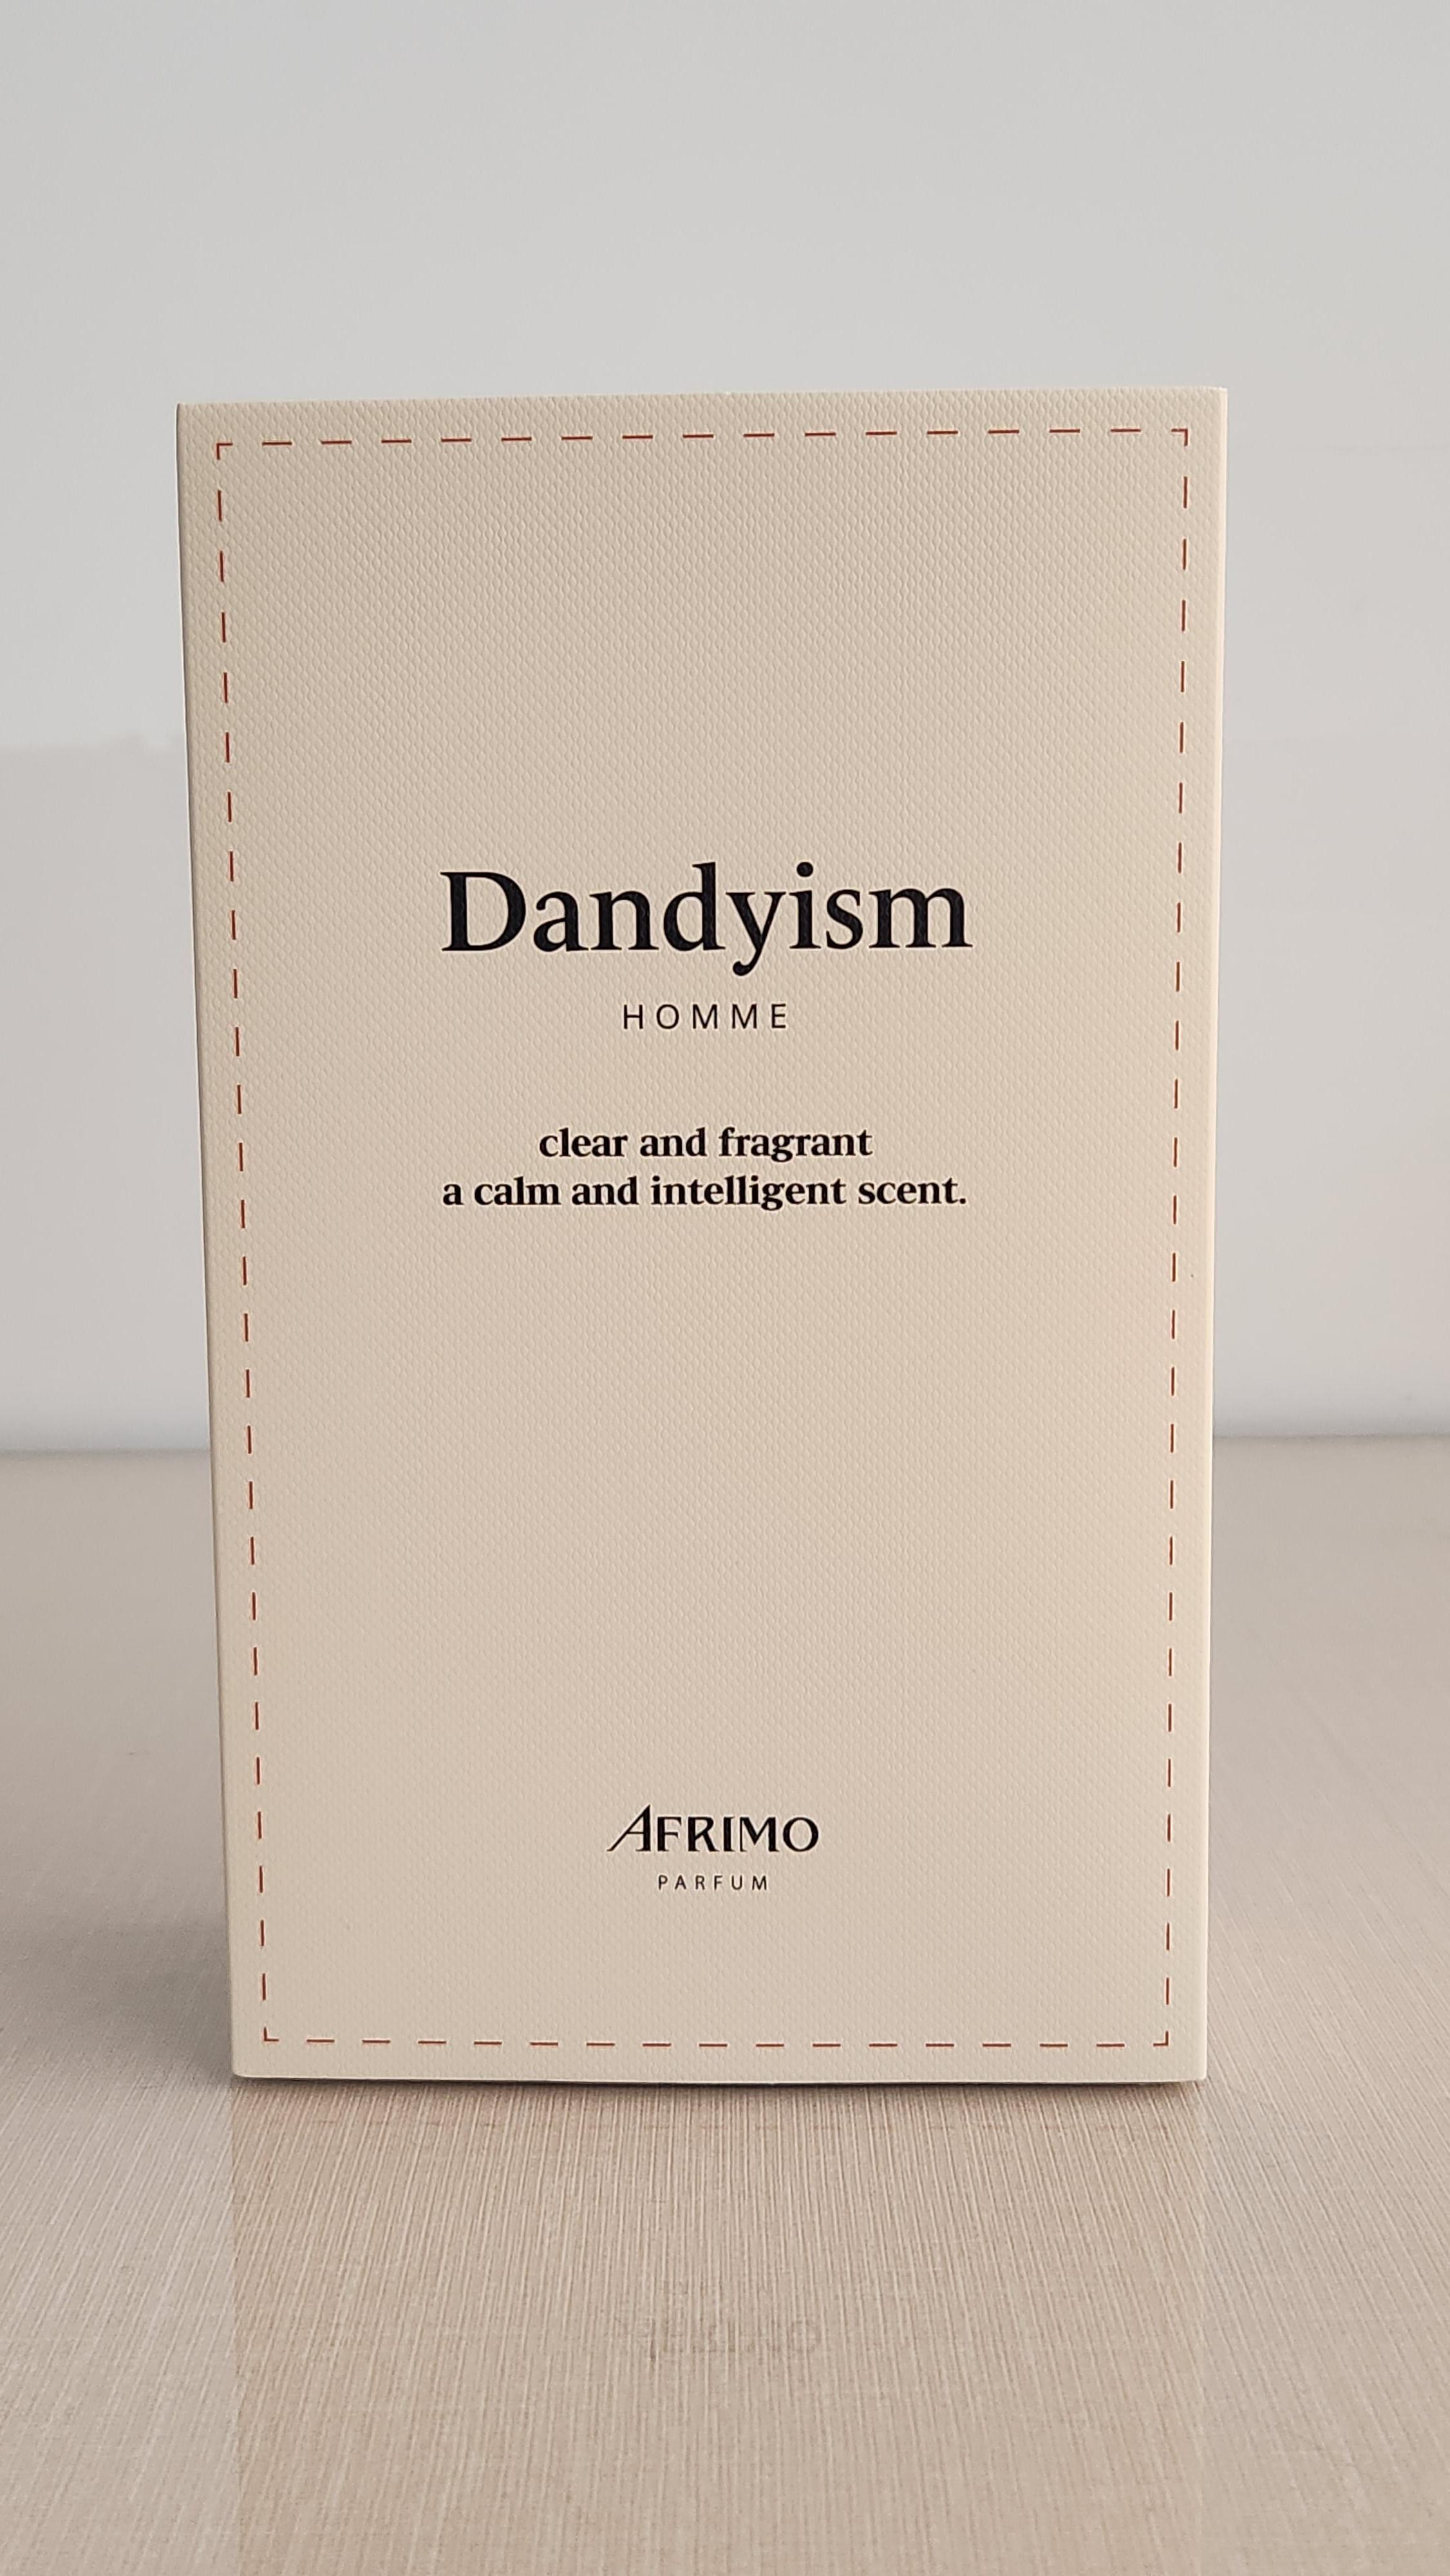 Dandyism
HOMME
clear and fragrant
a calm and intelligent scent.
AFRIMO
PARFUM